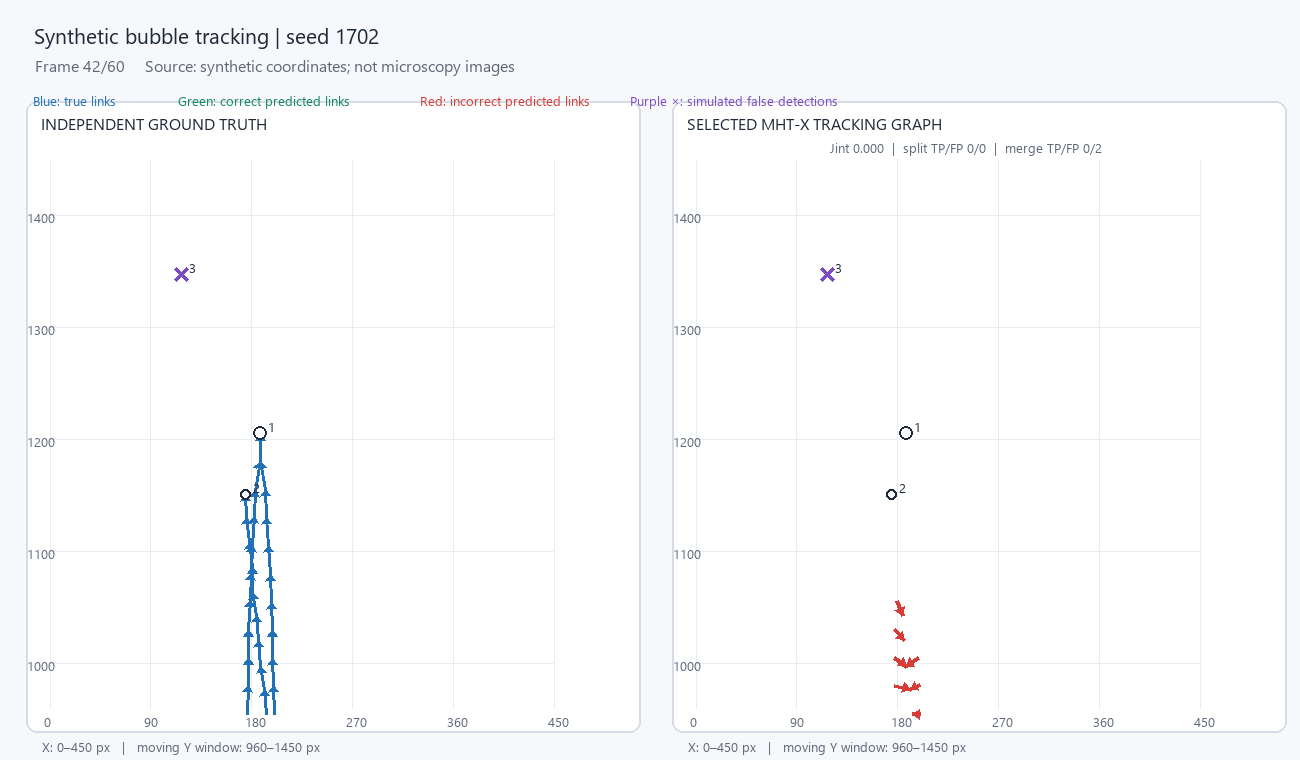 Synthetic bubble tracking | seed 1702
Frame 42/60 Source: synthetic coordinates; not microscopy images
Blue: true links Green: correct predicted links Red: incorrect predicted links Purple ×: simulated false detections
INDEPENDENT GROUND TRUTH
1400
3
1300
1200
1
2
1100
1000
0 90 180 270 360 450
X: 0–450 px | moving Y window: 960–1450 px
SELECTED MHT-X TRACKING GRAPH
Jint 0.000 | split TP/FP 0/0 | merge TP/FP 0/2
1400
3
1300
1200
1
2
1100
1000
0 90 180 270 360 450
X: 0–450 px | moving Y window: 960–1450 px